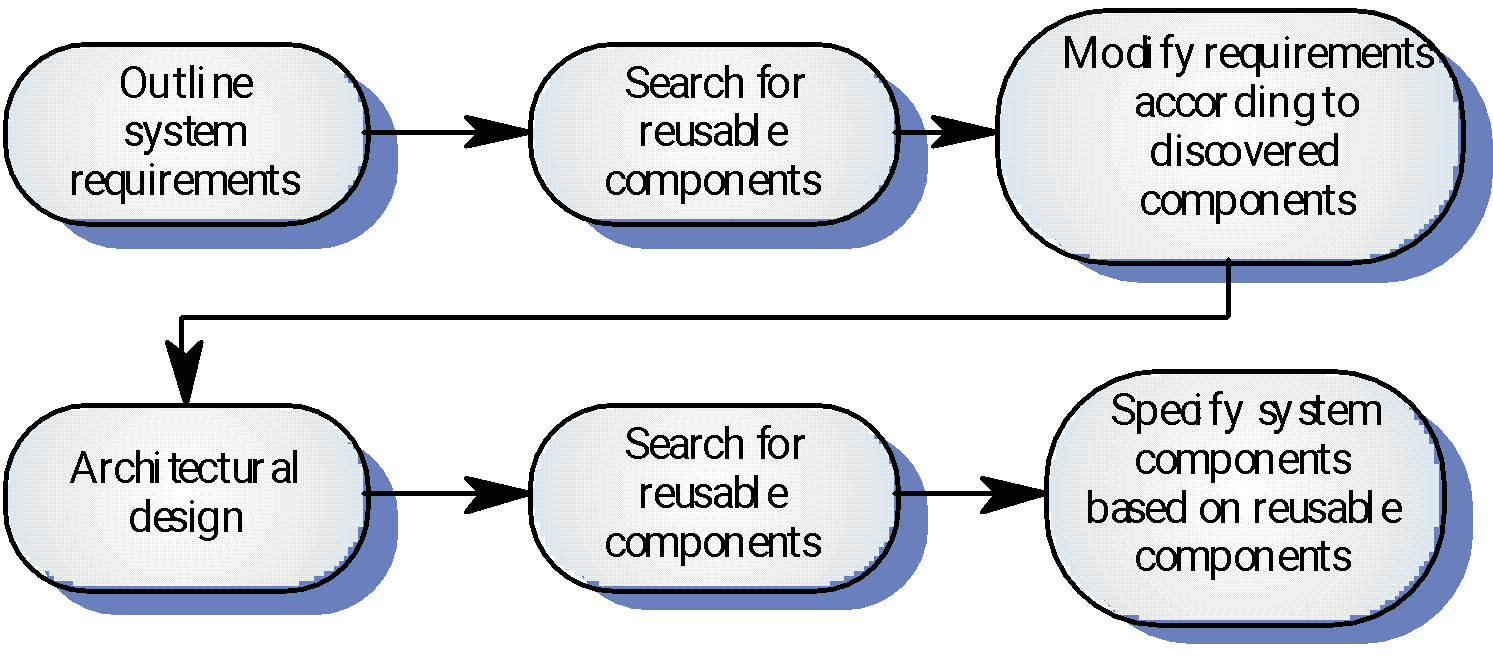 Outline
system
requirements
Search for
reusable
components
Modify requirements
according to
discovered
components
Architectural
design
Search for
reusable
components
Specify system
components
based on reusable
components